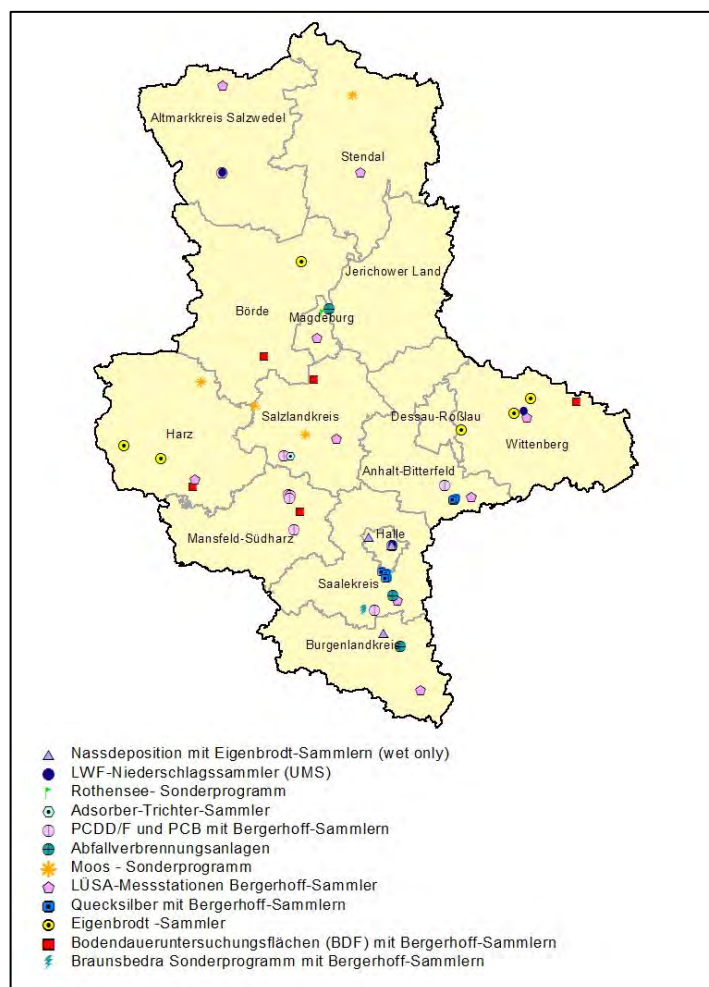 Altmarkkreis Salzwedel
Stendal
Jerichower Land
Börde
Magdeburg
Salzlandkreis
Dessau-Roßlau
Wittenberg
Harz
Anhalt-Bitterfeld
Mansfeld-Südharz
Halle
Saalekreis
Burgenlandkreis
Nassdeposition mit Eigenbrodt-Sammlern (wet only)
LWF-Niederschlagssammler (UMS)
Rothensee- Sonderprogramm
Adsorber-Trichter-Sammler
PCDD/F und PCB mit Bergerhoff-Sammlern
Abfallverbrennungsanlagen
Moos - Sonderprogramm
LÜSA-Messstationen Bergerhoff-Sammler
Quecksilber mit Bergerhoff-Sammlern
Eigenbrodt -Sammler
Bodendaueruntersuchungsflächen (BDF) mit Bergerhoff-Sammlern
Braunsbedra Sonderprogramm mit Bergerhoff-Sammlern